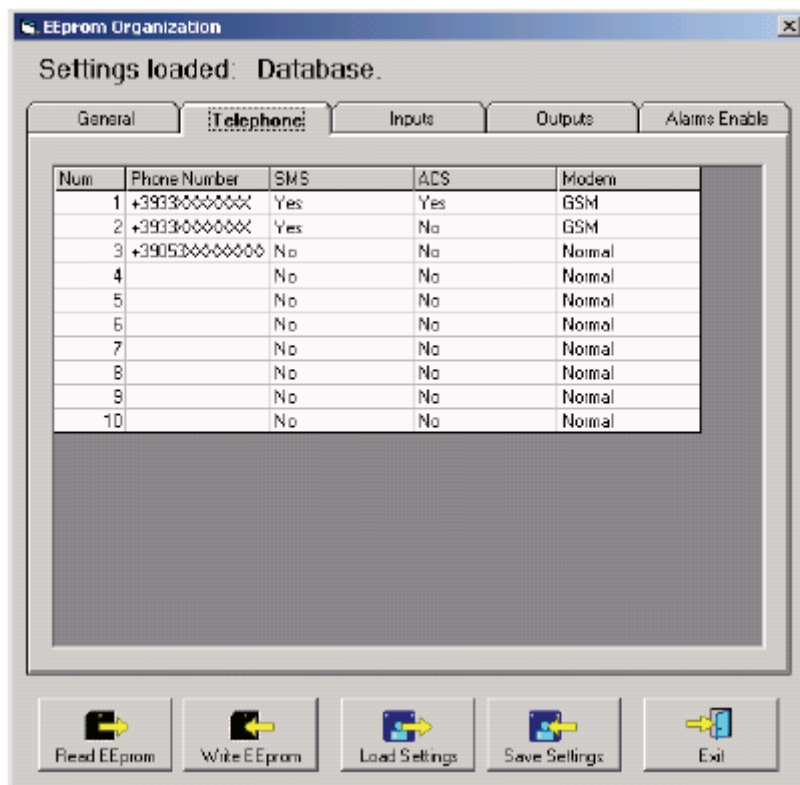 EEprom Organization
Settings loaded: Database.
General Telephone Inputs Outputs Alarms Enable
Num Phone Number SMS ACS Modem
1 +3933XXXXXXX Yes Yes GSM
2 +3933XXXXXXX Yes No GSM
3 +39053XXXXXXXX No No Normal
4 No No Normal
5 No No Normal
6 No No Normal
7 No No Normal
8 No No Normal
9 No No Normal
10 No No Normal
Read EEprom Write EEprom Load Settings Save Settings Exit